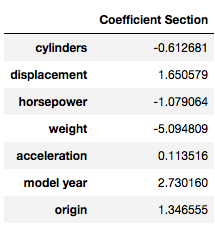 Coefficient Section
cylinders -0.612681
displacement 1.650579
horsepower -1.079064
weight -5.094809
acceleration 0.113516
model year 2.730160
origin 1.346555